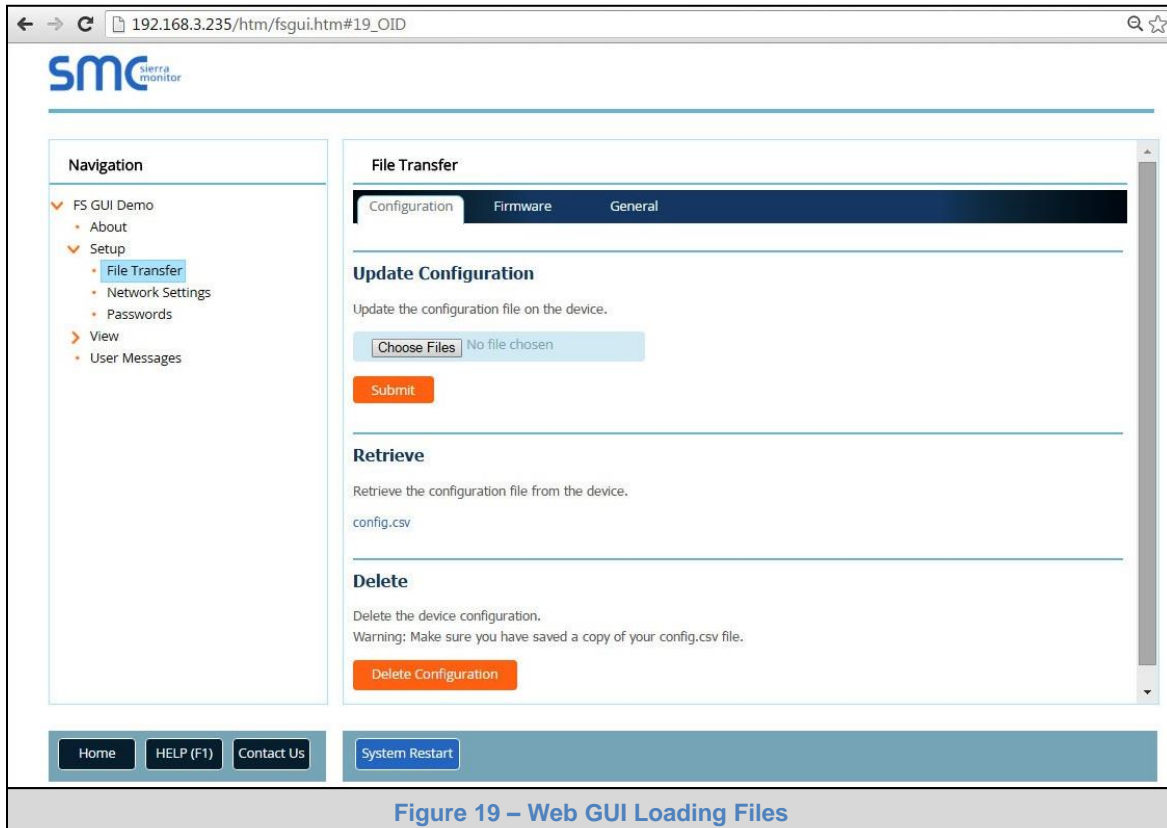 192.168.3.235/htm/fsgui.htm#19_OID
SMC sierra monitor
Navigation
FS GUI Demo
About
Setup
File Transfer
Network Settings
Passwords
View
User Messages
File Transfer
Configuration Firmware General
Update Configuration
Update the configuration file on the device.
Choose Files No file chosen
Submit
Retrieve
Retrieve the configuration file from the device.
config.csv
Delete
Delete the device configuration.
Warning: Make sure you have saved a copy of your config.csv file.
Delete Configuration
Home HELP (F1) Contact Us System Restart
Figure 19 – Web GUI Loading Files